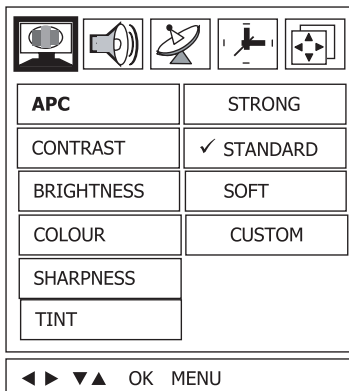 APC STRONG
CONTRAST ✓ STANDARD
BRIGHTNESS SOFT
COLOUR CUSTOM
SHARPNESS
TINT
◀ ▶ ▼▲ OK MENU